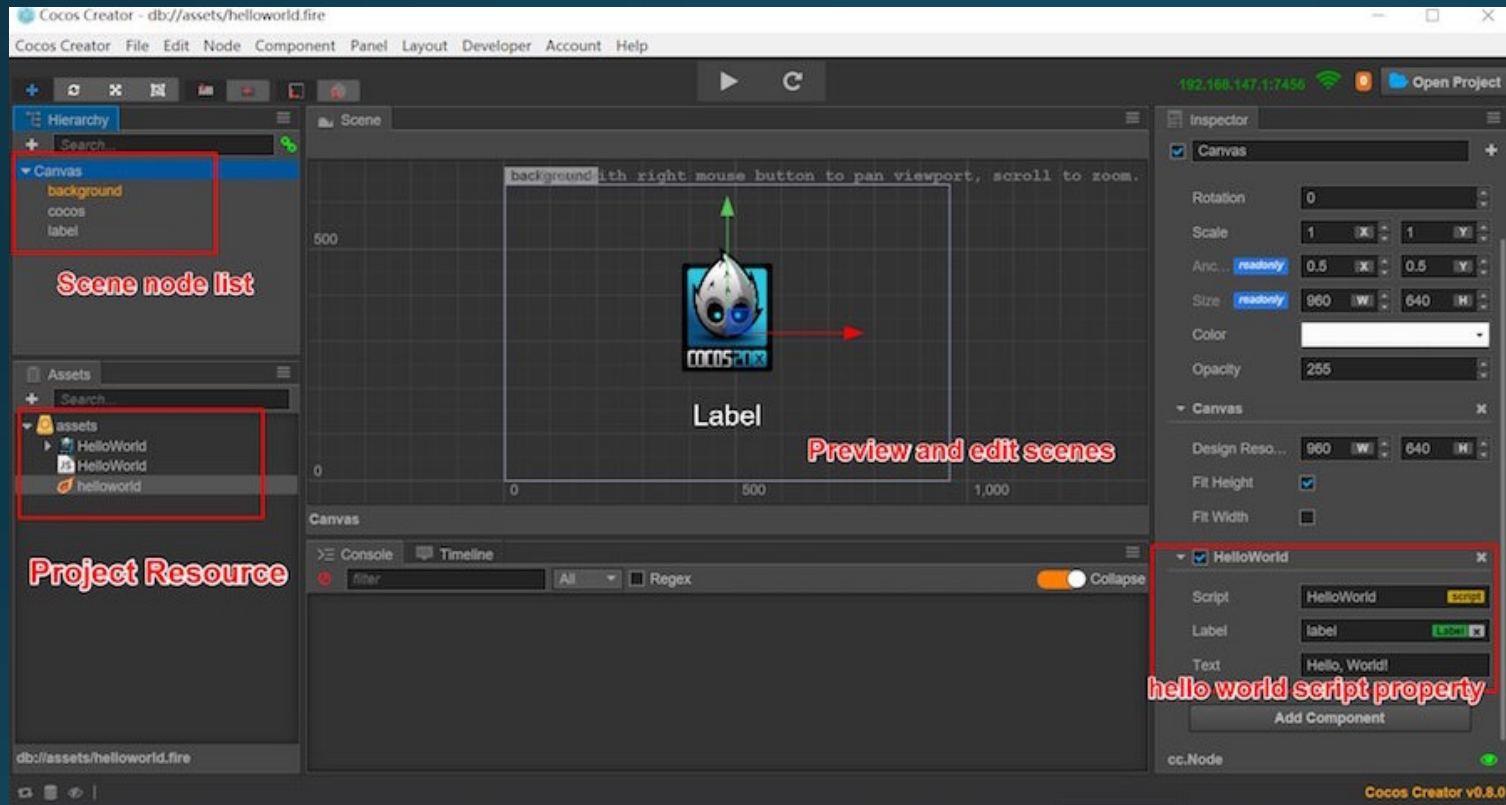 Cocos Creator - db://assets/helloworld.fire
Cocos Creator File Edit Node Component Panel Layout Developer Account Help
192.168.147.1:7456 0 Open Project
Hierarchy
Search...
Canvas
background
cocos
label
Scene node list
Assets
Search...
assets
HelloWorld
JS HelloWorld
helloworld
Project Resource
db://assets/helloworld.fire
Scene
background ith right mouse button to pan viewport, scroll to zoom.
500
0
0 500 1,000
COCOS2D X
Label
Preview and edit scenes
Canvas
Console Timeline
filter All Regex Collapse
Inspector
Canvas
Rotation 0
Scale 1 X 1 Y
Anc... readonly 0.5 X 0.5 Y
Size readonly 960 W 640 H
Color
Opacity 255
Canvas
Design Reso... 960 W 640 H
Fit Height
Fit Width
HelloWorld
Script HelloWorld script
Label label Label
Text Hello, World!
hello world script property
Add Component
cc.Node
Cocos Creator v0.8.0